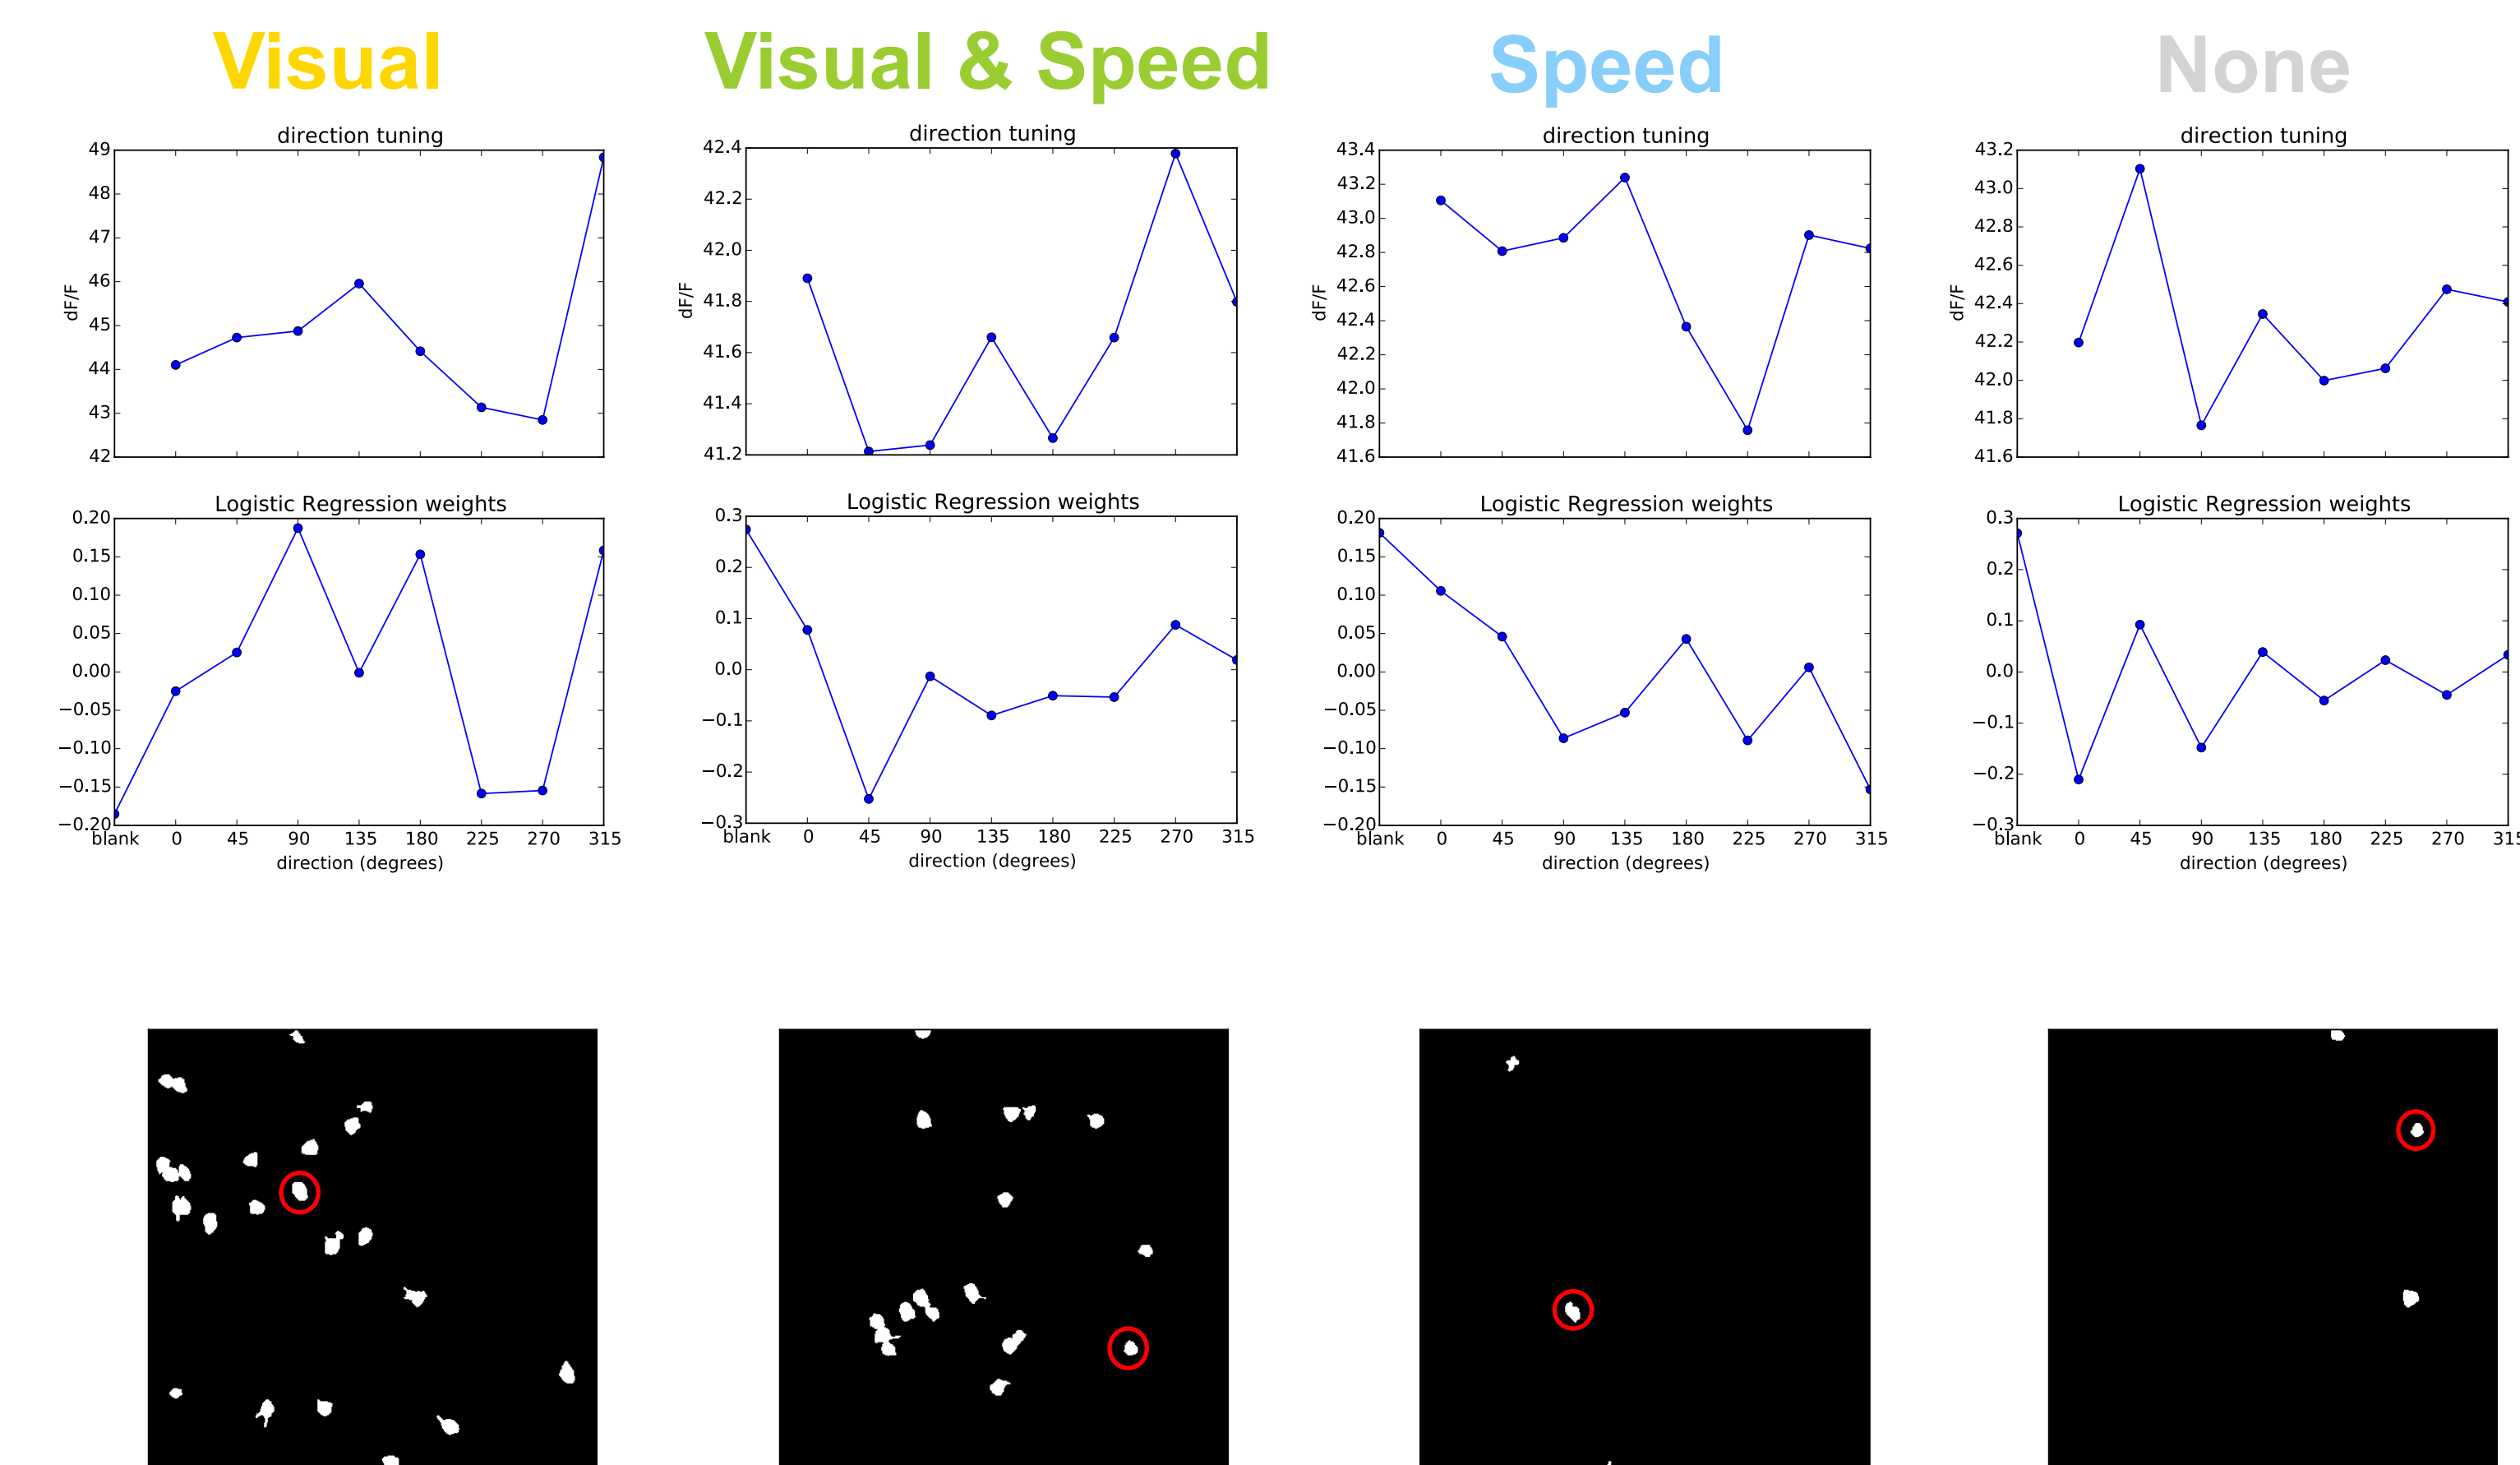 Visual
Visual & Speed
Speed
None
direction tuning
49
48
47
46
45
44
43
42
dF/F
direction tuning
42.4
42.2
42.0
41.8
41.6
41.4
41.2
dF/F
direction tuning
43.4
43.2
43.0
42.8
42.6
42.4
42.2
42.0
41.8
41.6
dF/F
direction tuning
43.2
43.0
42.8
42.6
42.4
42.2
42.0
41.8
41.6
dF/F
Logistic Regression weights
0.20
0.15
0.10
0.05
0.00
−0.05
−0.10
−0.15
−0.20
blank 0 45 90 135 180 225 270 315
direction (degrees)
Logistic Regression weights
0.3
0.2
0.1
0.0
−0.1
−0.2
−0.3
blank 0 45 90 135 180 225 270 315
direction (degrees)
Logistic Regression weights
0.20
0.15
0.10
0.05
0.00
−0.05
−0.10
−0.15
−0.20
blank 0 45 90 135 180 225 270 315
direction (degrees)
Logistic Regression weights
0.3
0.2
0.1
0.0
−0.1
−0.2
−0.3
blank 0 45 90 135 180 225 270 315
direction (degrees)